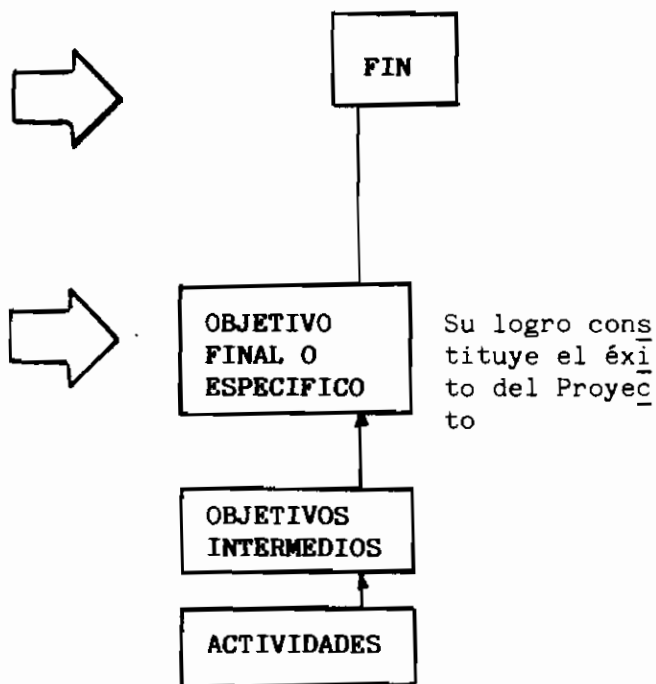 FIN
OBJETIVO
FINAL O
ESPECIFICO
Su logro cons
tituye el éxi
to del Proyec
to
OBJETIVOS
INTERMEDIOS
ACTIVIDADES